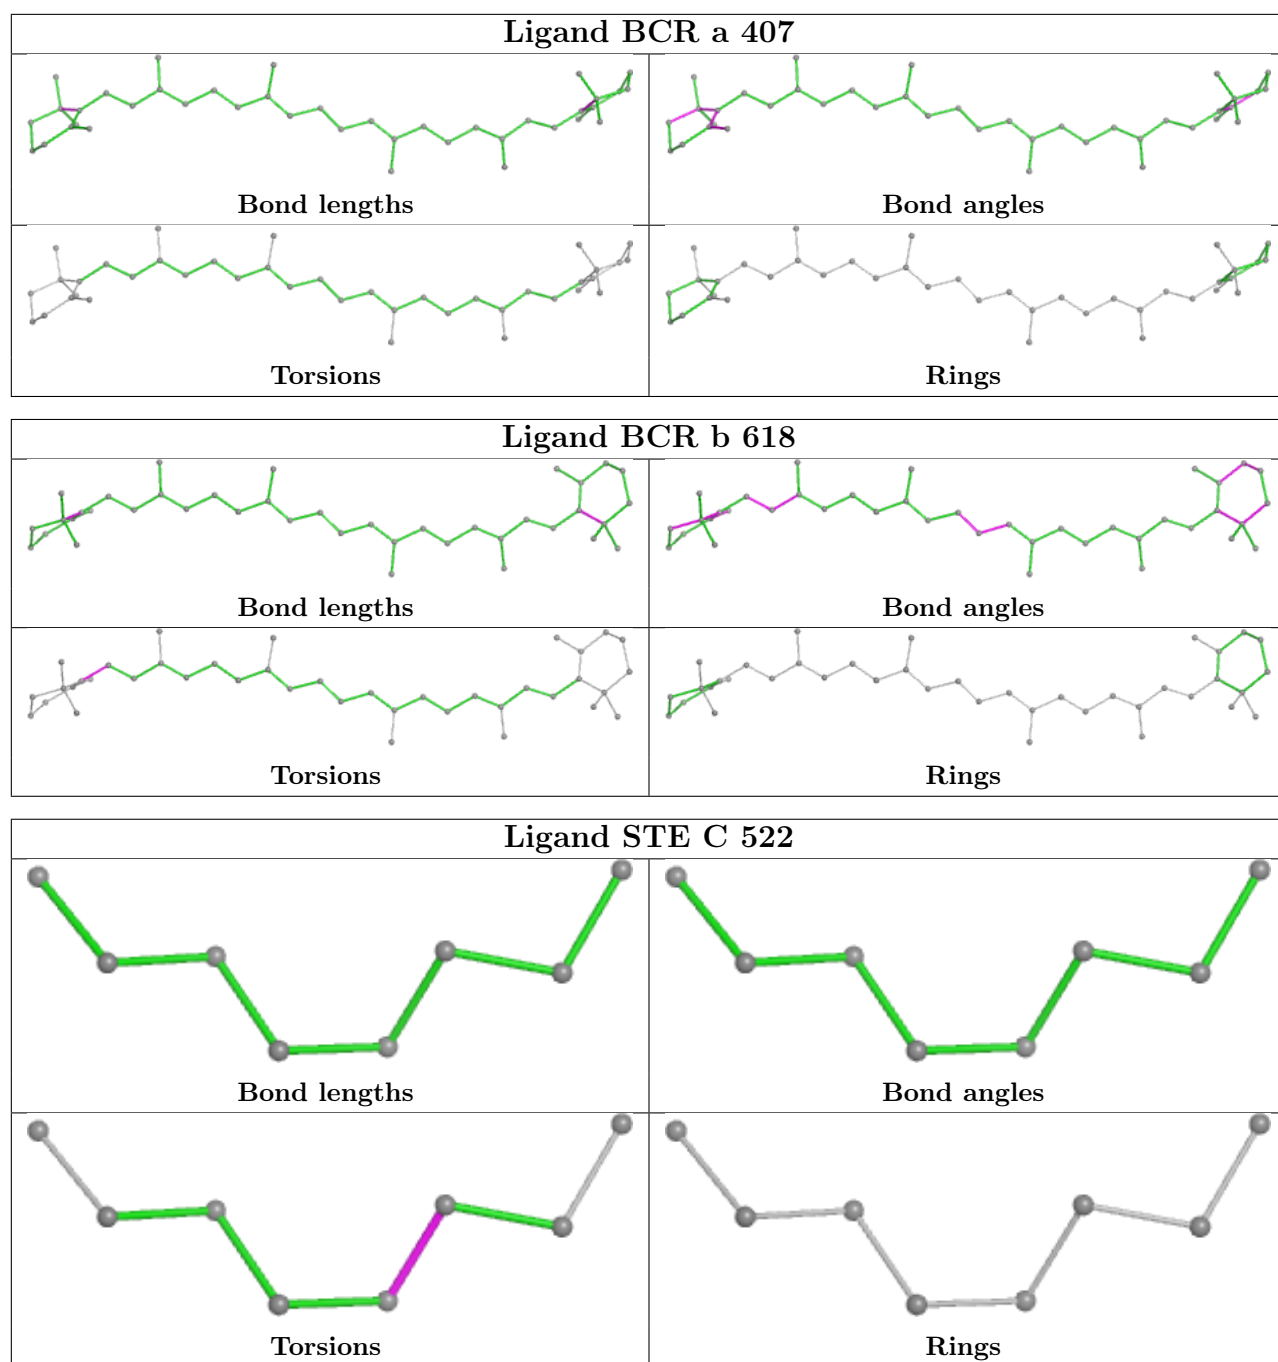 Ligand BCR a 407
Bond lengths
Bond angles
Torsions
Rings
Ligand BCR b 618
Bond lengths
Bond angles
Torsions
Rings
Ligand STE C 522
Bond lengths
Bond angles
Torsions
Rings